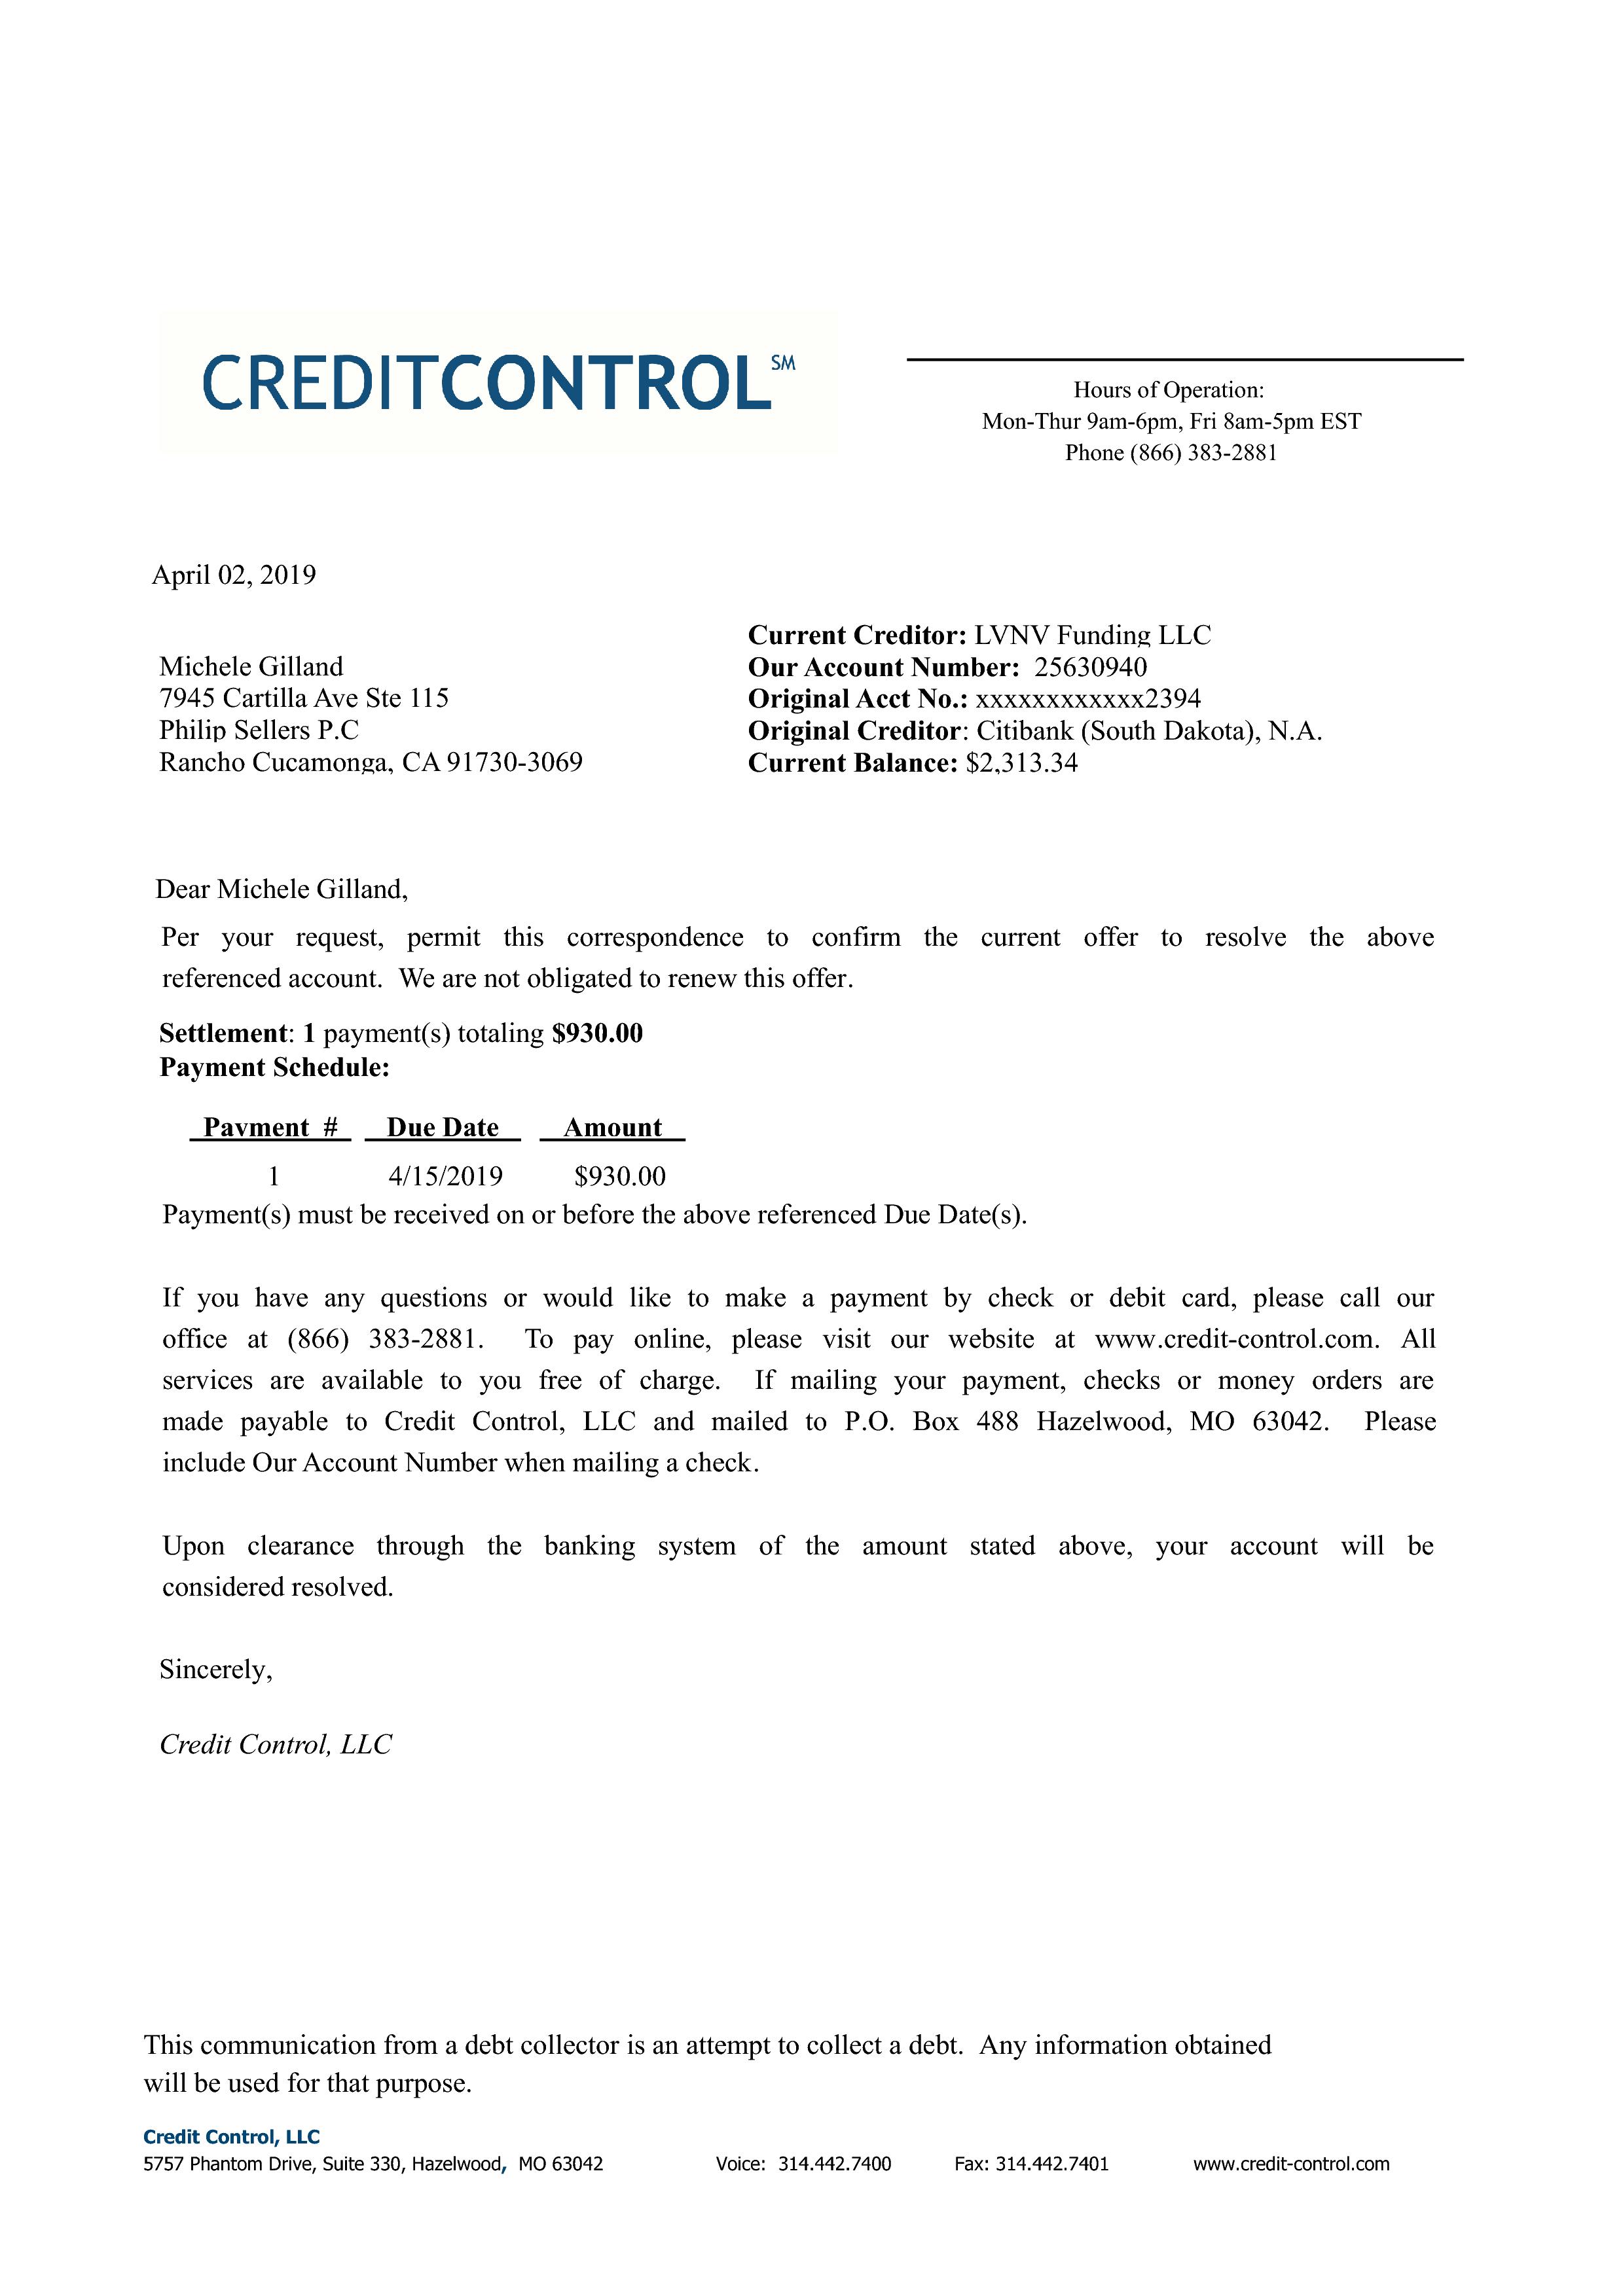 CREDITCONTROL SM
Hours of Operation:
Mon-Thur 9am-6pm, Fri 8am-5pm EST
Phone (866) 383-2881
April 02, 2019
Current Creditor: LVNV Funding LLC
Michele Gilland
Our Account Number: 25630940
7945 Cartilla Ave Ste 115
Original Acct No.: xxxxxxxxxxxx2394
Philip Sellers P.C
Original Creditor: Citibank (South Dakota), N.A.
Rancho Cucamonga, CA 91730-3069
Current Balance: $2,313.34
Dear Michele Gilland,
Per your request, permit this correspondence to confirm the current offer to resolve the above
referenced account. We are not obligated to renew this offer.
Settlement: 1 payment(s) totaling $930.00
Payment Schedule:
Payment # Due Date Amount
1 4/15/2019 $930.00
Payment(s) must be received on or before the above referenced Due Date(s).
If you have any questions or would like to make a payment by check or debit card, please call our
office at (866) 383-2881. To pay online, please visit our website at www.credit-control.com. All
services are available to you free of charge. If mailing your payment, checks or money orders are
made payable to Credit Control, LLC and mailed to P.O. Box 488 Hazelwood, MO 63042. Please
include Our Account Number when mailing a check.
Upon clearance through the banking system of the amount stated above, your account will be
considered resolved.
Sincerely,
Credit Control, LLC
This communication from a debt collector is an attempt to collect a debt. Any information obtained
will be used for that purpose.
Credit Control, LLC
5757 Phantom Drive, Suite 330, Hazelwood, MO 63042 Voice: 314.442.7400 Fax: 314.442.7401 www.credit-control.com